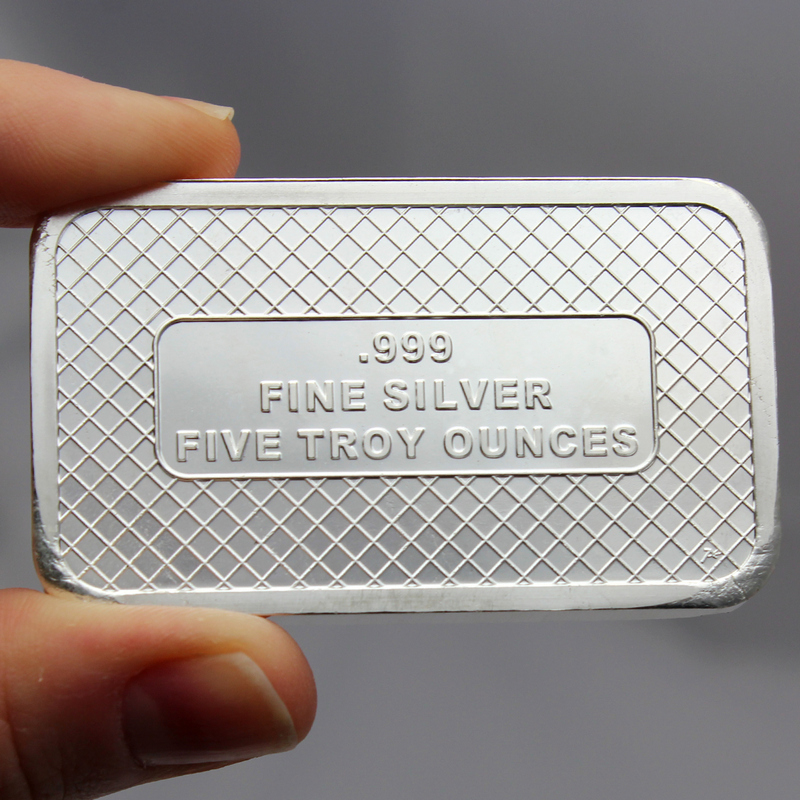 .999
FINE SILVER
FIVE TROY OUNCES